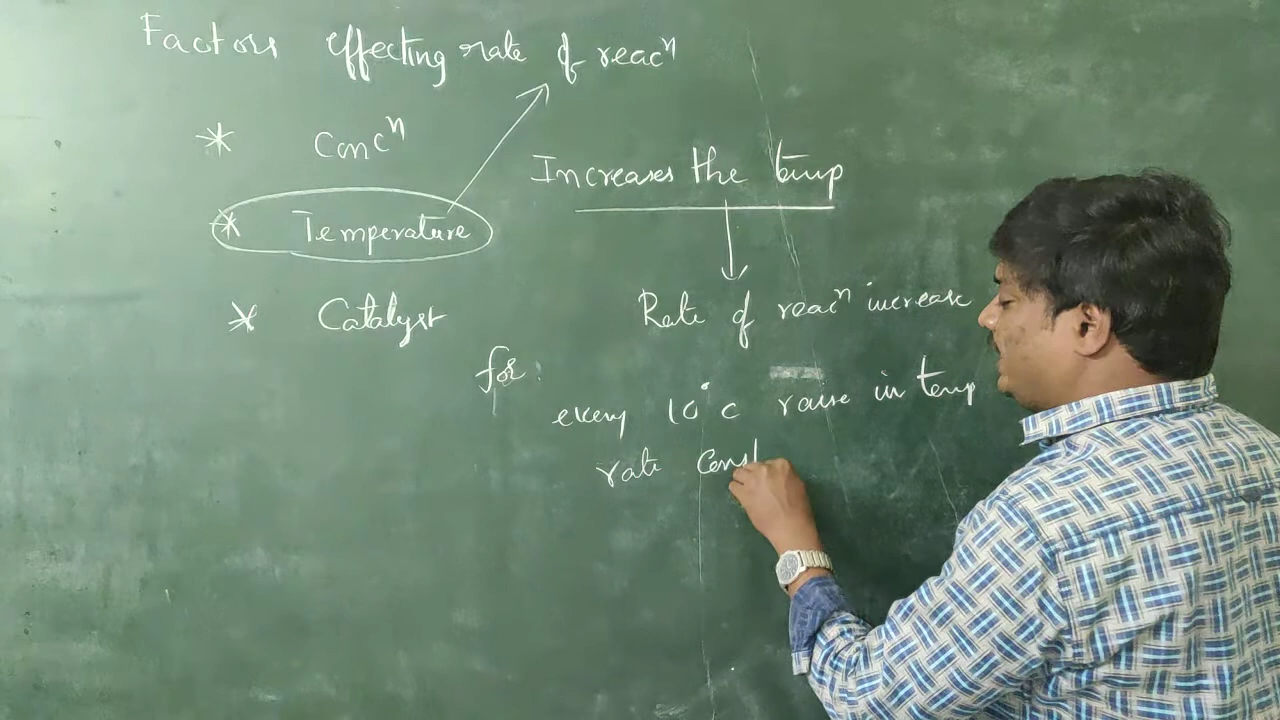 Factors effecting rate of reacⁿ
* Concⁿ
* Temperature
* Catalyst
Increases the temp
Rate of reacⁿ increase
for
every 10°c raise in temp
rate Const